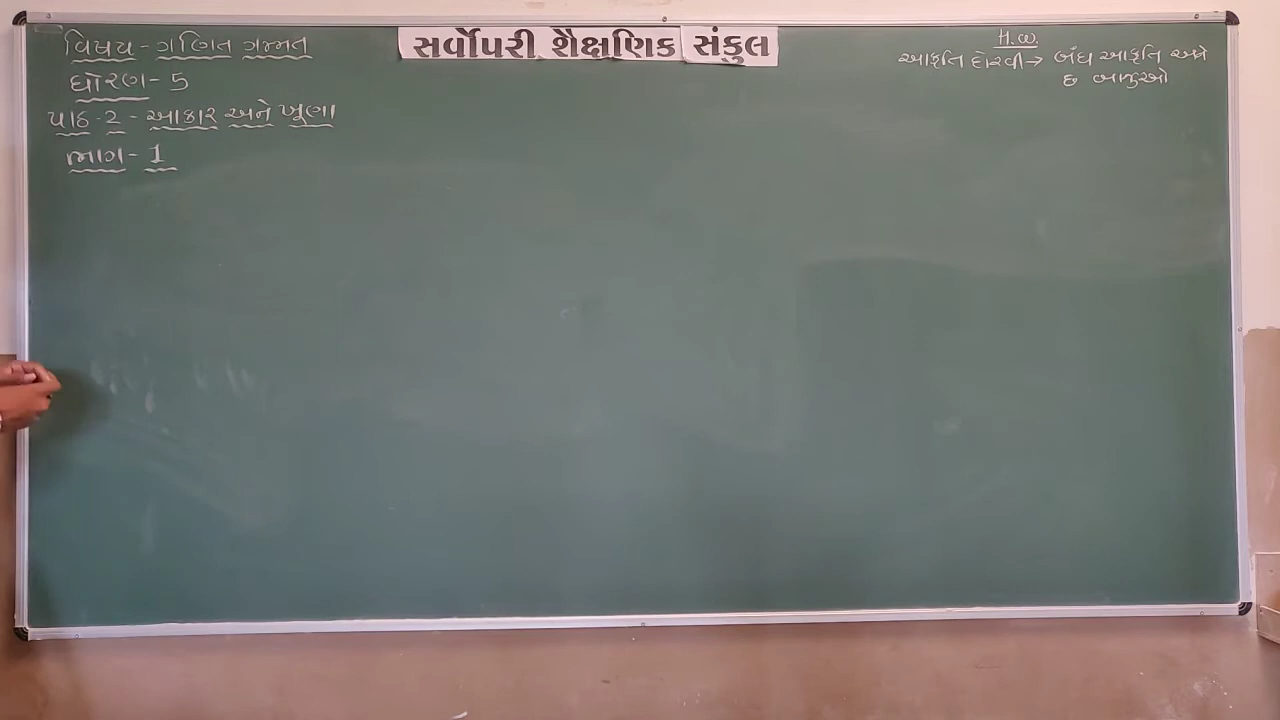 વિષય - ગણિત ગમ્મત
ધોરણ - 5
પાઠ - 2 - આકાર અને ખૂણા
ભાગ - 1
સર્વોપરી શૈક્ષણિક સંકુલ
H.W.
આકૃતિ દોરવી → બંધ આકૃતિ અને
છ બાજુઓ